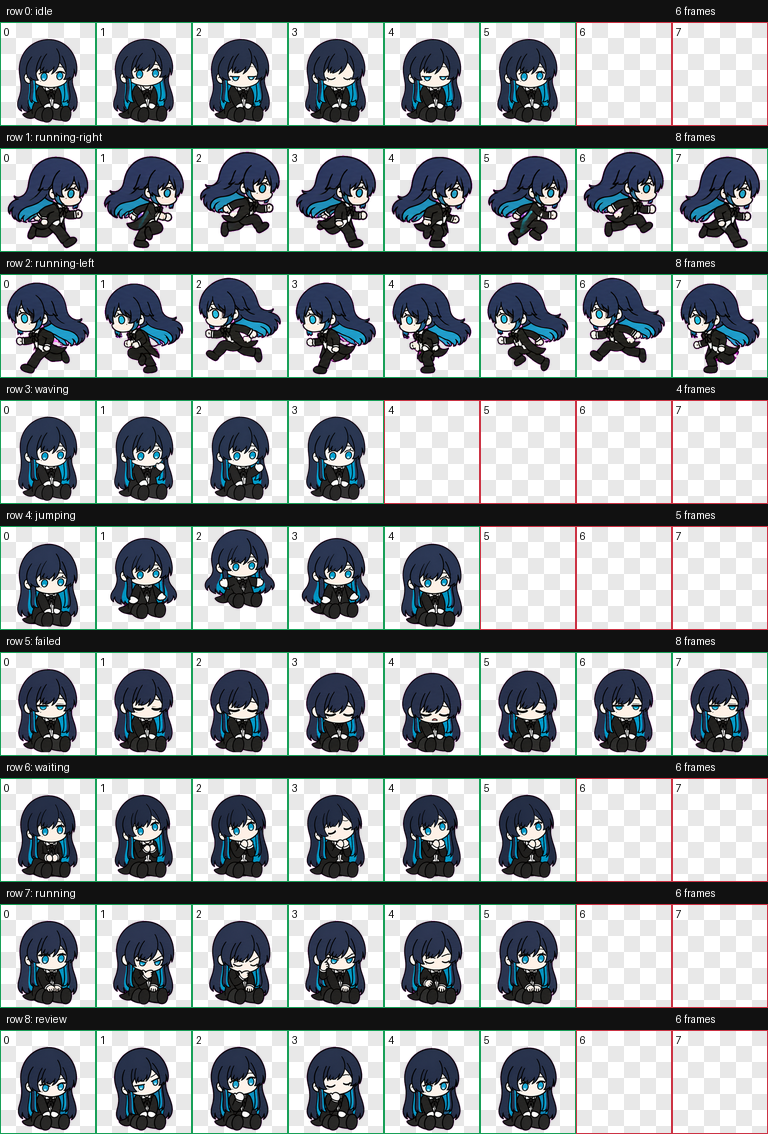 row 0: idle 6 frames
0 1 2 3 4 5 6 7
row 1: running-right 8 frames
0 1 2 3 4 5 6 7
row 2: running-left 8 frames
0 1 2 3 4 5 6 7
row 3: waving 4 frames
0 1 2 3 4 5 6 7
row 4: jumping 5 frames
0 1 2 3 4 5 6 7
row 5: failed 8 frames
0 1 2 3 4 5 6 7
row 6: waiting 6 frames
0 1 2 3 4 5 6 7
row 7: running 6 frames
0 1 2 3 4 5 6 7
row 8: review 6 frames
0 1 2 3 4 5 6 7